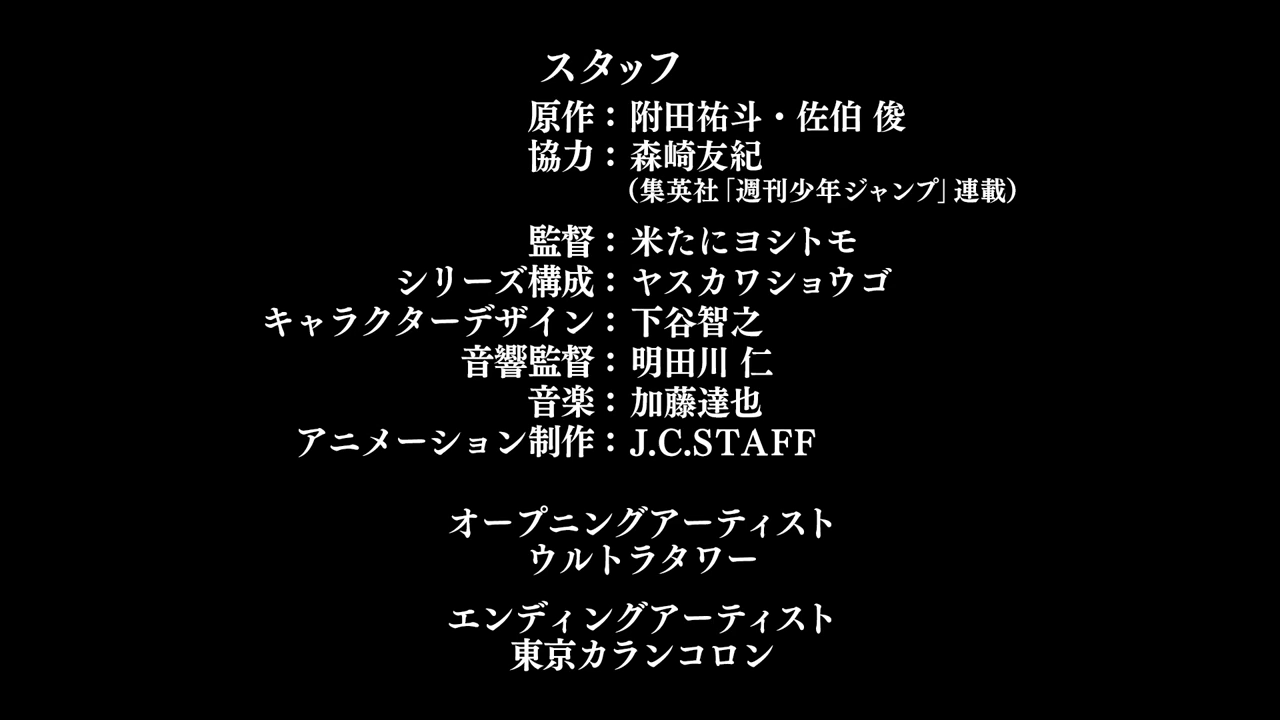 スタッフ
原作：附田祐斗・佐伯 俊
協力：森崎友紀
（集英社「週刊少年ジャンプ」連載）
監督：米たにヨシトモ
シリーズ構成：ヤスカワショウゴ
キャラクターデザイン：下谷智之
音響監督：明田川 仁
音楽：加藤達也
アニメーション制作：J.C.STAFF
オープニングアーティスト
ウルトラタワー
エンディングアーティスト
東京カランコロン